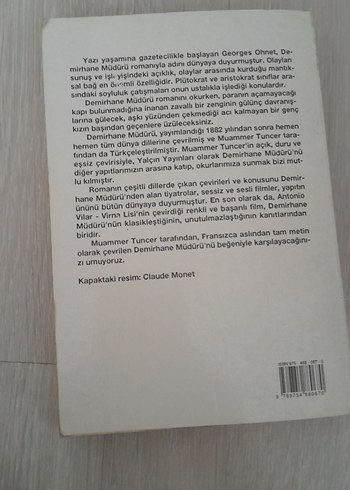 Yazı yaşamına gazetecilikle başlayan Georges Ohnet, De-
mirhane Müdürü romanıyla adını dünyaya duyurmuştur. Olayları
sunuş ve işleyişindeki açıklık, olaylar arasında kurduğu mantık-
sal bağ en önemli özelliğidir. Plütokrat ve aristokrat sınıflar ara-
sındaki soyluluk çatışmaları onun ustalıkla işlediği konulardır.
Demirhane Müdürü romanını okurken, paranın açamayacağı
kapı bulunmadığına inanan zavallı bir zenginin gülünç davranış-
larına gülecek, aşkı yüzünden çekmediği acı kalmayan bir genç
kızın başından geçenlere üzüleceksiniz.
Demirhane Müdürü, yayımlandığı 1882 yılından sonra hemen
hemen tüm dünya dillerine çevrilmiş ve Muammer Tuncer tara-
fından da Türkçeleştirilmiştir. Muammer Tuncer'in açık, duru ve
eşsiz çevirisiyle, Yalçın Yayınları olarak Demirhane Müdürü'nü
diğer yapıtlarımızın arasına katıp, okurlarımıza sunmak bizi mut-
lu kılmıştır.
Romanın çeşitli dillerde çıkan çevirileri ve konusunu Demir-
hane Müdürü'nden alan tiyatrolar, sessiz ve sesli filmler, yapıtın
ününü bütün dünyaya duyurmuştur. En son olarak da, Antonio
Vilar - Virna Lisi'nin çevirdiği renkli ve başarılı film, Demirhane
Müdürü'nün klasikleştiğinin, unutulmazlaştığının kanıtlarından
biridir.
Muammer Tuncer tarafından, Fransızca aslından tam metin
olarak çevrilen Demirhane Müdürü'nü beğeniyle karşılayacağını-
zı umuyoruz.
Kapaktaki resim: Claude Monet